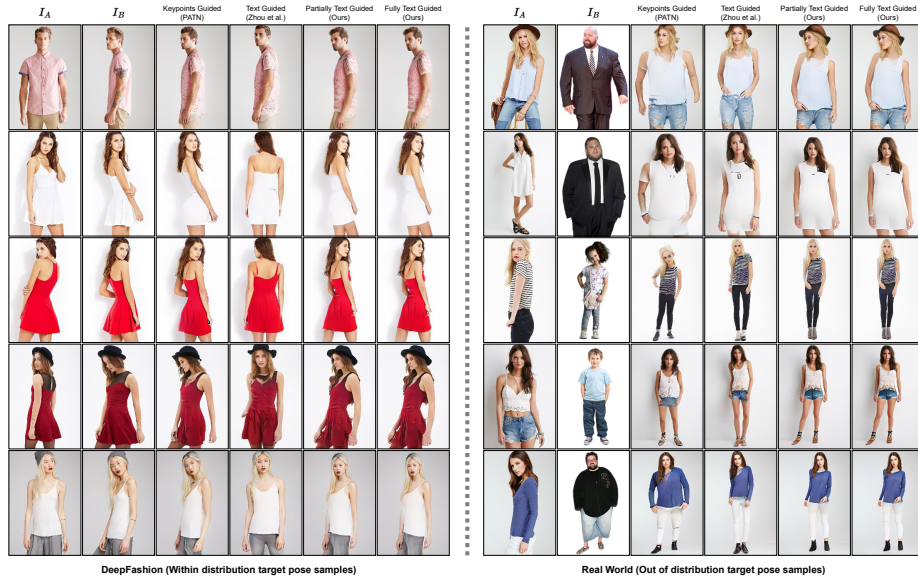 I_A I_B Keypoints Guided Text Guided Partially Text Guided Fully Text Guided
(PATN) (Zhou et al.) (Ours) (Ours)
I_A I_B Keypoints Guided Text Guided Partially Text Guided Fully Text Guided
(PATN) (Zhou et al.) (Ours) (Ours)
DeepFashion (Within distribution target pose samples)
Real World (Out of distribution target pose samples)